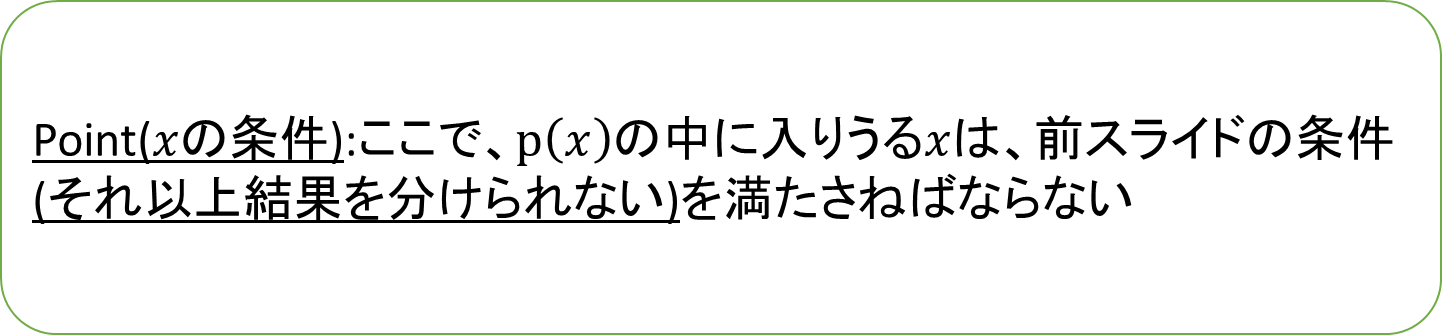 Point(𝑥の条件):ここで、p(𝑥)の中に入りうる𝑥は、前スライドの条件
(それ以上結果を分けられない)を満たさねばならない